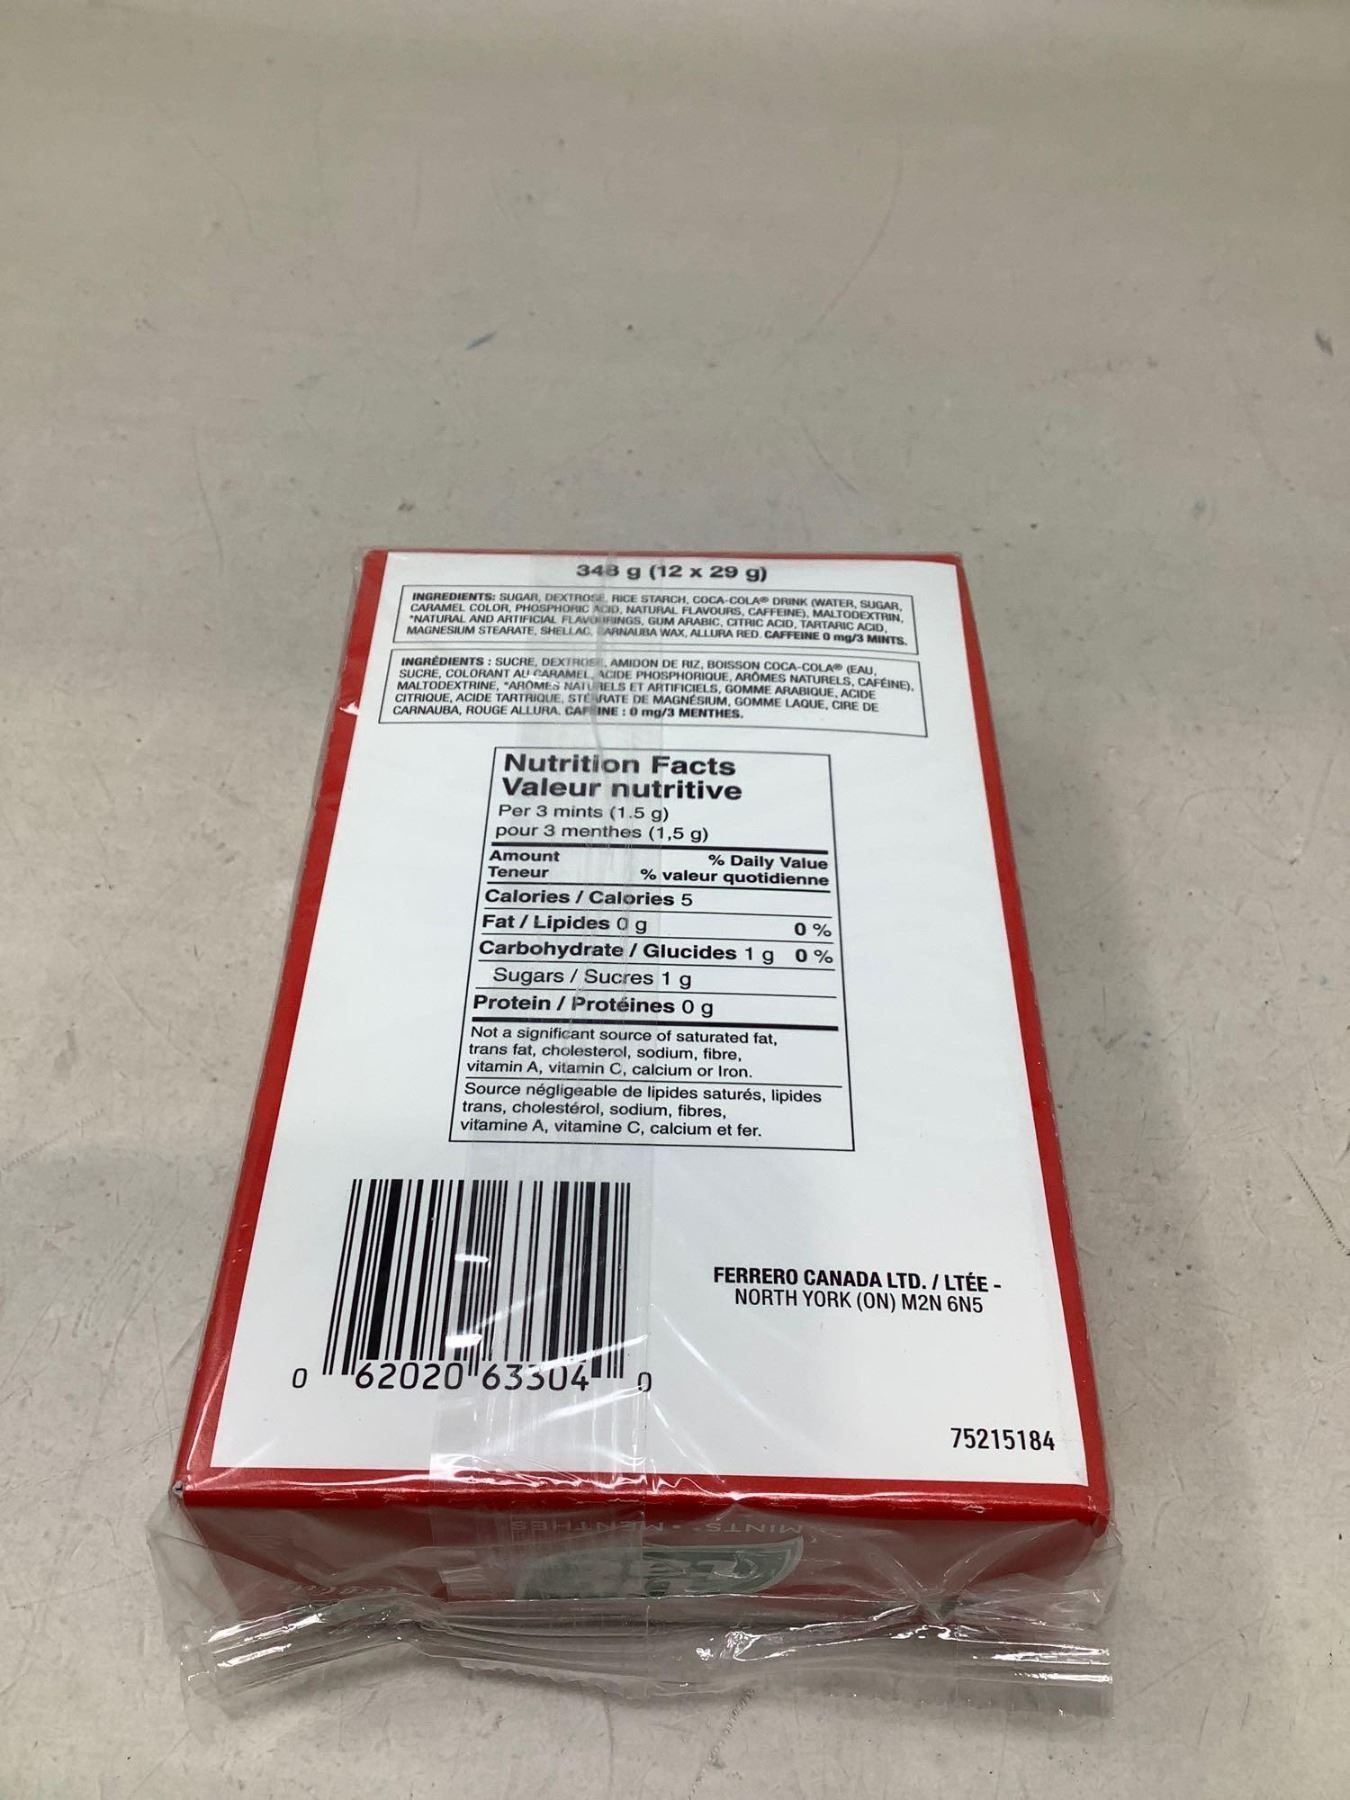 348 g (12 x 29 g)
INGREDIENTS: SUGAR, DEXTROSE, RICE STARCH, COCA-COLA® DRINK (WATER, SUGAR,
CARAMEL COLOR, PHOSPHORIC ACID, NATURAL FLAVOURS, CAFFEINE), MALTODEXTRIN,
*NATURAL AND ARTIFICIAL FLAVOURINGS, GUM ARABIC, CITRIC ACID, TARTARIC ACID,
MAGNESIUM STEARATE, SHELLAC, CARNAUBA WAX, ALLURA RED. CAFFEINE 0 mg/3 MINTS.
INGRÉDIENTS : SUCRE, DEXTROSE, AMIDON DE RIZ, BOISSON COCA-COLA® (EAU,
SUCRE, COLORANT AU CARAMEL, ACIDE PHOSPHORIQUE, ARÔMES NATURELS, CAFÉINE),
MALTODEXTRINE, *ARÔMES NATURELS ET ARTIFICIELS, GOMME ARABIQUE, ACIDE
CITRIQUE, ACIDE TARTRIQUE, STÉARATE DE MAGNÉSIUM, GOMME LAQUE, CIRE DE
CARNAUBA, ROUGE ALLURA. CAFÉINE : 0 mg/3 MENTHES.
Nutrition Facts
Valeur nutritive
Per 3 mints (1.5 g)
pour 3 menthes (1,5 g)
Amount % Daily Value
Teneur % valeur quotidienne
Calories / Calories 5
Fat / Lipides 0 g 0 %
Carbohydrate / Glucides 1 g 0 %
Sugars / Sucres 1 g
Protein / Protéines 0 g
Not a significant source of saturated fat,
trans fat, cholesterol, sodium, fibre,
vitamin A, vitamin C, calcium or Iron.
Source négligeable de lipides saturés, lipides
trans, cholestérol, sodium, fibres,
vitamine A, vitamine C, calcium et fer.
FERRERO CANADA LTD. / LTÉE -
NORTH YORK (ON) M2N 6N5
0 62020 63304 0
75215184
MINTS • MENTHES